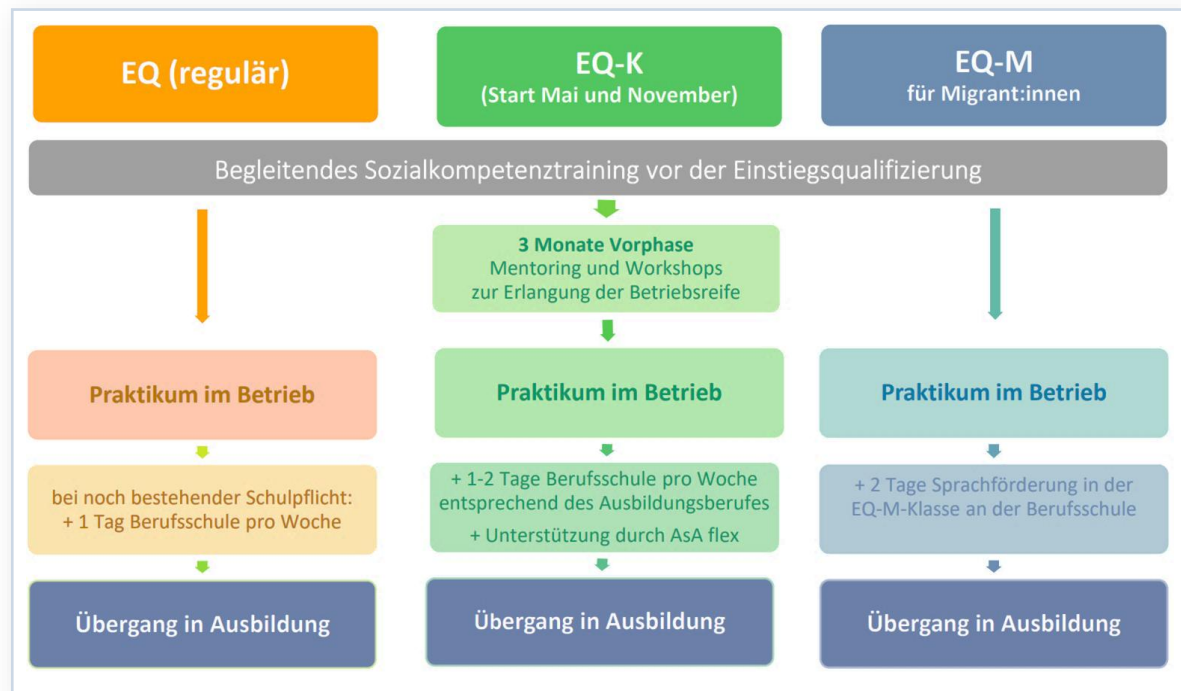 EQ (regulär)
EQ-K
(Start Mai und November)
EQ-M
für Migrant:innen
Begleitendes Sozialkompetenztraining vor der Einstiegsqualifizierung
3 Monate Vorphase
Mentoring und Workshops
zur Erlangung der Betriebsreife
Praktikum im Betrieb
Praktikum im Betrieb
Praktikum im Betrieb
bei noch bestehender Schulpflicht:
+ 1 Tag Berufsschule pro Woche
+ 1-2 Tage Berufsschule pro Woche
entsprechend des Ausbildungsberufes
+ Unterstützung durch AsA flex
+ 2 Tage Sprachförderung in der
EQ-M-Klasse an der Berufsschule
Übergang in Ausbildung
Übergang in Ausbildung
Übergang in Ausbildung